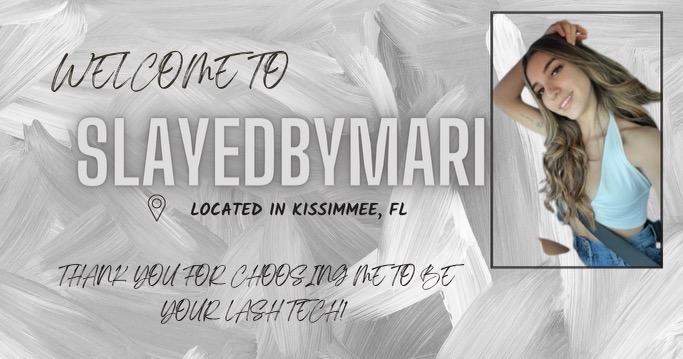 WELCOME TO
SLAYEDBYMARI
LOCATED IN KISSIMMEE, FL
THANK YOU FOR CHOOSING ME TO BE
YOUR LASH TECH!